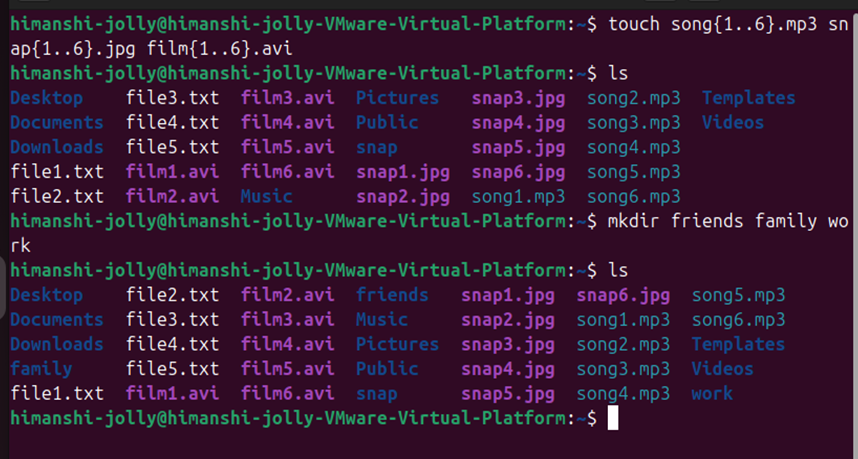 himanshi-jolly@himanshi-jolly-VMware-Virtual-Platform:~$ touch song{1..6}.mp3 sn
ap{1..6}.jpg film{1..6}.avi
himanshi-jolly@himanshi-jolly-VMware-Virtual-Platform:~$ ls
Desktop    file3.txt  film3.avi  Pictures   snap3.jpg  song2.mp3  Templates
Documents  file4.txt  film4.avi  Public     snap4.jpg  song3.mp3  Videos
Downloads  file5.txt  film5.avi  snap       snap5.jpg  song4.mp3
file1.txt  film1.avi  film6.avi  snap1.jpg  snap6.jpg  song5.mp3
file2.txt  film2.avi  Music      snap2.jpg  song1.mp3  song6.mp3
himanshi-jolly@himanshi-jolly-VMware-Virtual-Platform:~$ mkdir friends family wo
rk
himanshi-jolly@himanshi-jolly-VMware-Virtual-Platform:~$ ls
Desktop    file2.txt  film2.avi  friends   snap1.jpg  snap6.jpg  song5.mp3
Documents  file3.txt  film3.avi  Music     snap2.jpg  song1.mp3  song6.mp3
Downloads  file4.txt  film4.avi  Pictures  snap3.jpg  song2.mp3  Templates
family     file5.txt  film5.avi  Public    snap4.jpg  song3.mp3  Videos
file1.txt  film1.avi  film6.avi  snap      snap5.jpg  song4.mp3  work
himanshi-jolly@himanshi-jolly-VMware-Virtual-Platform:~$